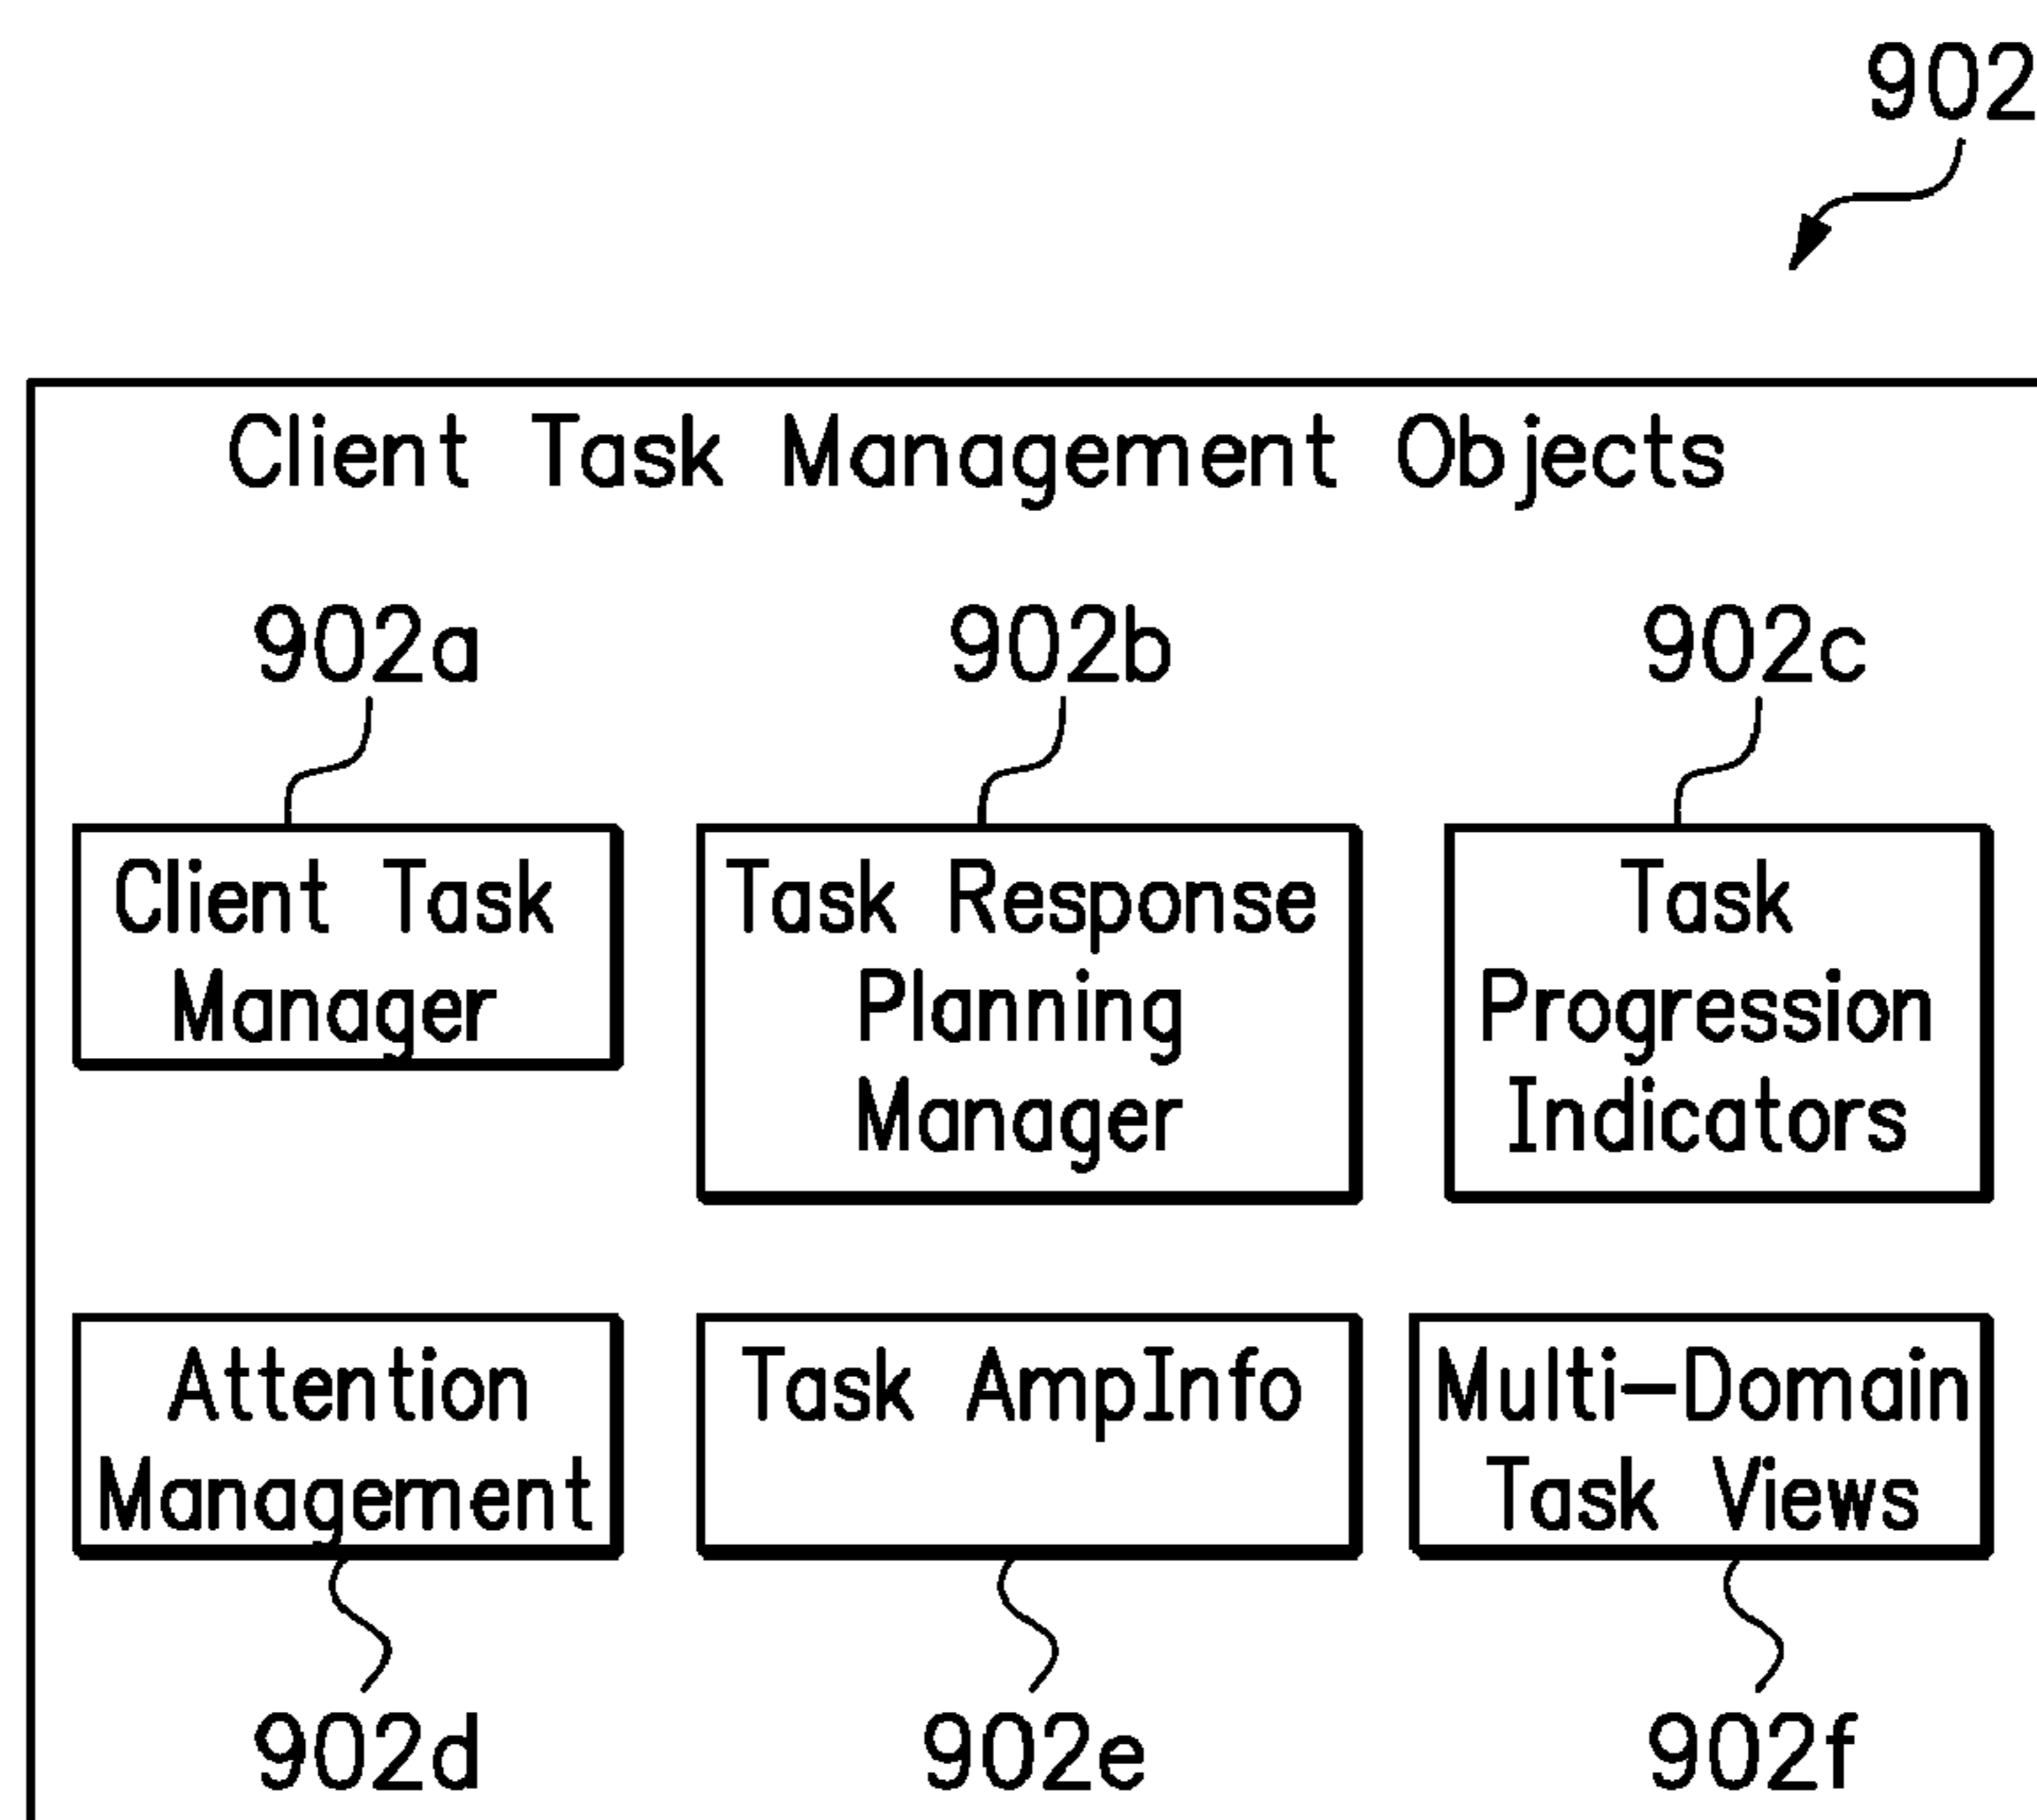 902
Client Task Management Objects
902a
902b
902c
Client Task
Manager
Task Response
Planning
Manager
Task
Progression
Indicators
Attention
Management
Task AmpInfo
Multi-Domain
Task Views
902d
902e
902f